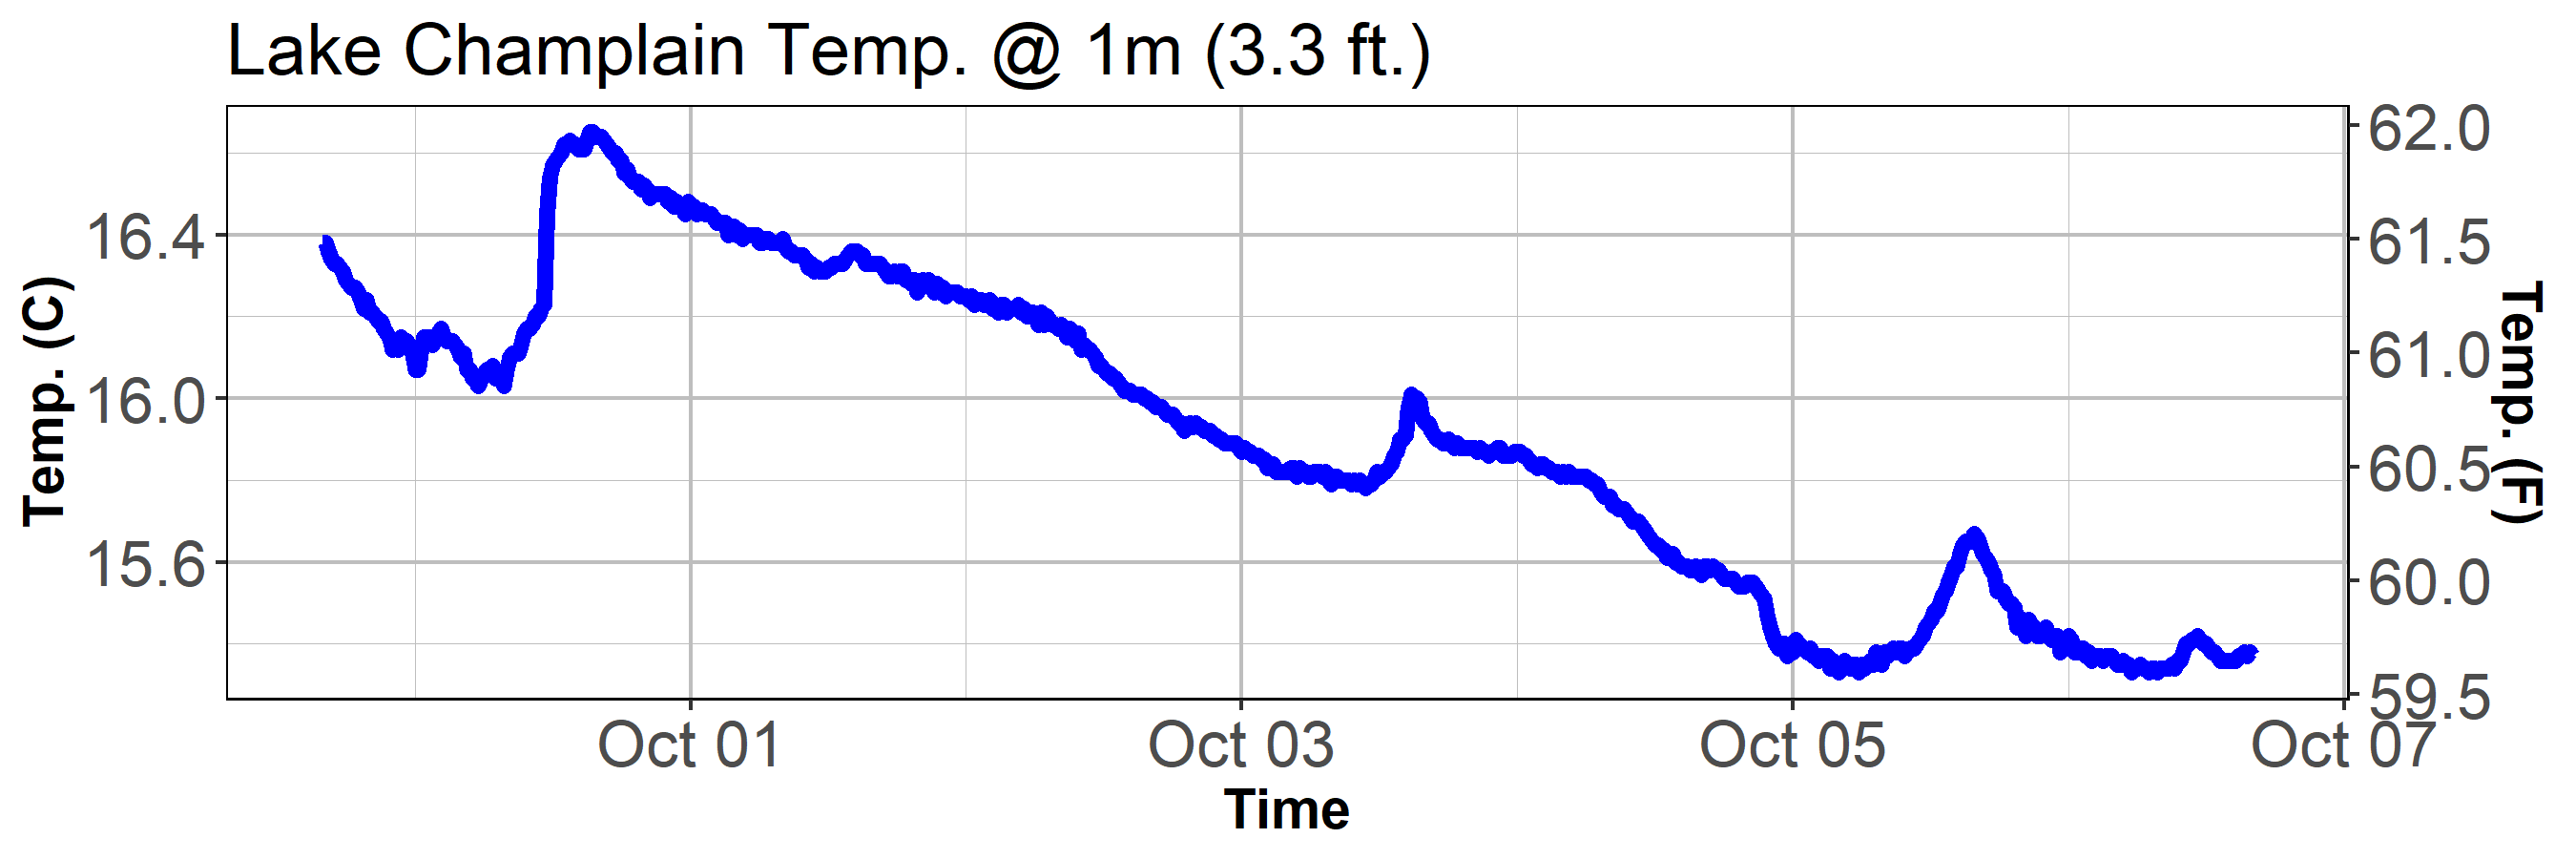 Lake Champlain Temp. @ 1m (3.3 ft.)
Temp. (C)
16.4
16.0
15.6
62.0
61.5
61.0
60.5
60.0
59.5
Temp. (F)
Oct 01
Oct 03
Oct 05
Oct 07
Time